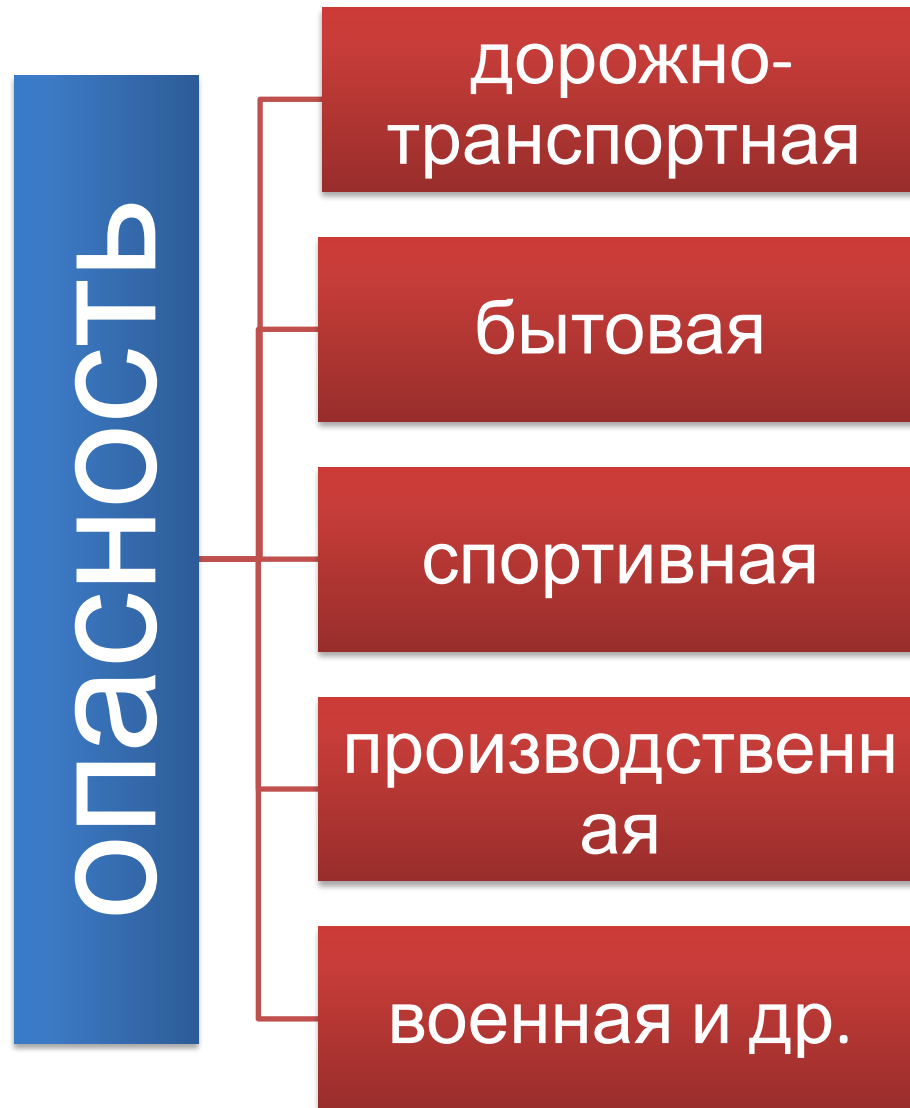 опасность
дорожно-
транспортная
бытовая
спортивная
производственн
ая
военная и др.